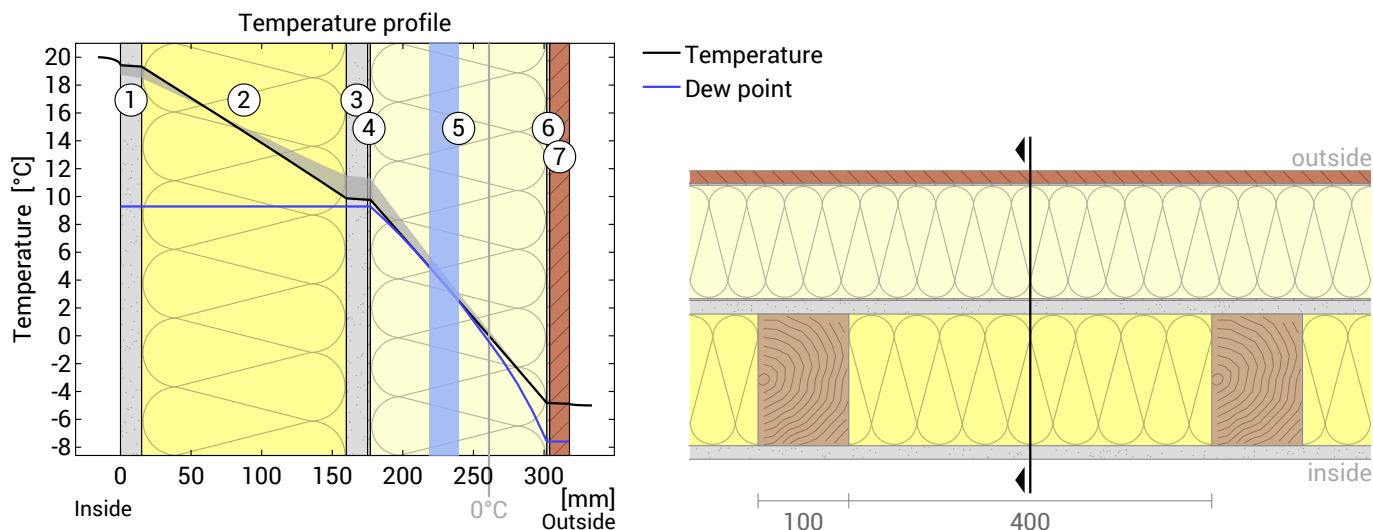 Temperature profile
Temperature [°C]
20
18
16
14
12
10
8
6
4
2
0
-2
-4
-6
-8
1
2
3
4
5
6
7
0 50 100 150 200 250 300
[mm]
Inside
0°C
Outside
Temperature
Dew point
outside
inside
100 400